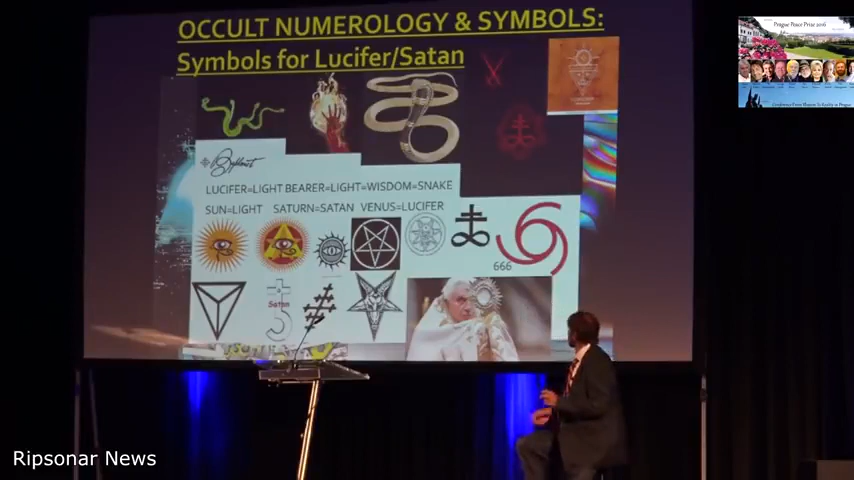 OCCULT NUMEROLOGY & SYMBOLS:
Symbols for Lucifer/Satan
LUCIFER=LIGHT BEARER=LIGHT=WISDOM=SNAKE
SUN=LIGHT SATURN=SATAN VENUS=LUCIFER
666
Satan
Prague Peace Prize 2016
Ripsonar News